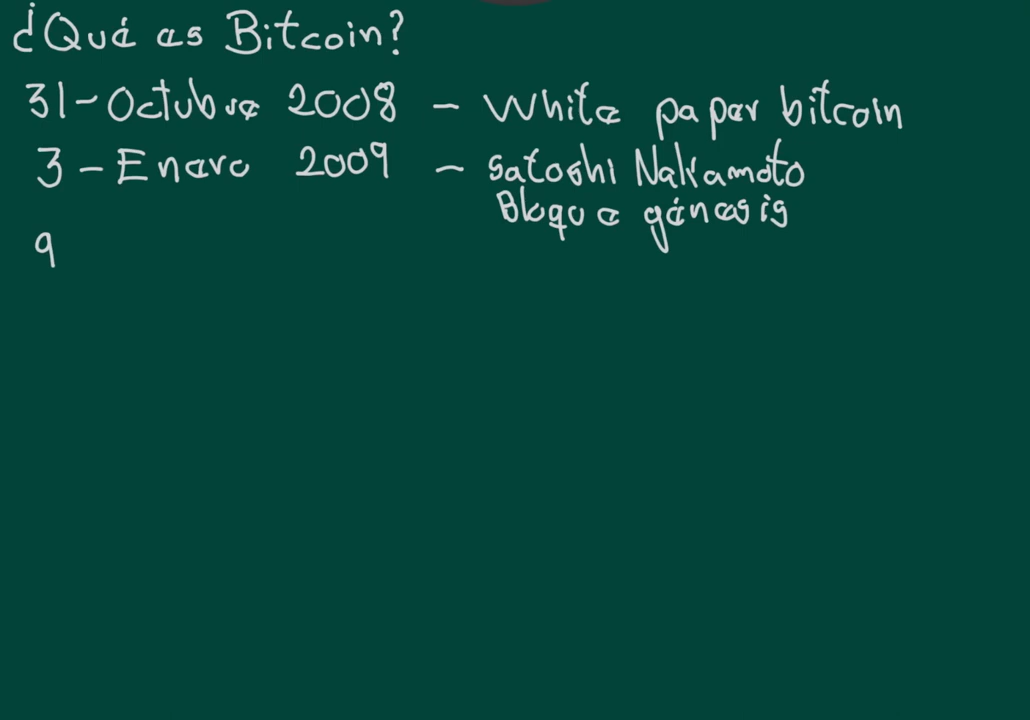 ¿Qué es Bitcoin?
31-Octubre 2008 - White paper bitcoin
3-Enero 2009 - Satoshi Nakamoto
Bloque génesis
9